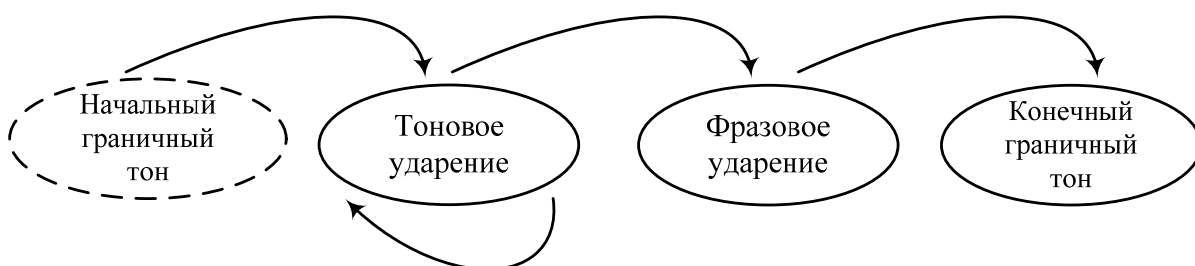 Начальный
граничный
тон
Тоновое
ударение
Фразовое
ударение
Конечный
граничный
тон